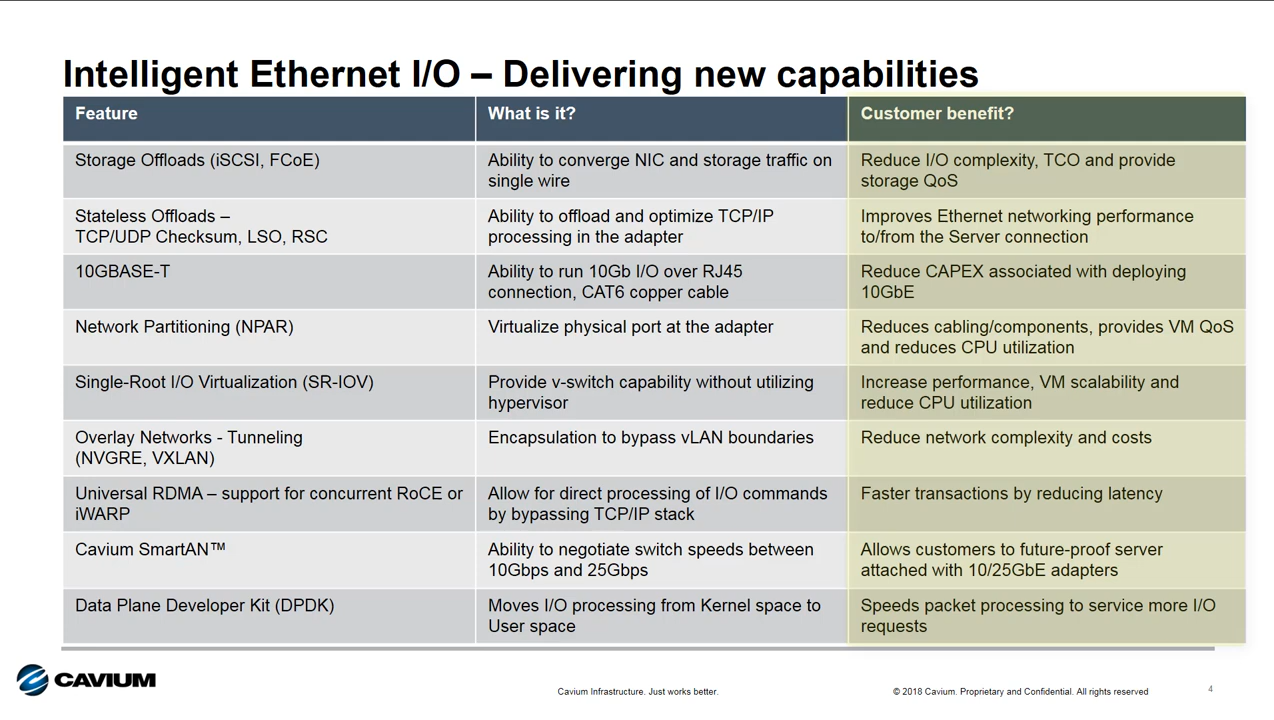 Intelligent Ethernet I/O – Delivering new capabilities
Feature
What is it?
Customer benefit?
Storage Offloads (iSCSI, FCoE)
Ability to converge NIC and storage traffic on
single wire
Reduce I/O complexity, TCO and provide
storage QoS
Stateless Offloads –
TCP/UDP Checksum, LSO, RSC
Ability to offload and optimize TCP/IP
processing in the adapter
Improves Ethernet networking performance
to/from the Server connection
10GBASE-T
Ability to run 10Gb I/O over RJ45
connection, CAT6 copper cable
Reduce CAPEX associated with deploying
10GbE
Network Partitioning (NPAR)
Virtualize physical port at the adapter
Reduces cabling/components, provides VM QoS
and reduces CPU utilization
Single-Root I/O Virtualization (SR-IOV)
Provide v-switch capability without utilizing
hypervisor
Increase performance, VM scalability and
reduce CPU utilization
Overlay Networks - Tunneling
(NVGRE, VXLAN)
Encapsulation to bypass vLAN boundaries
Reduce network complexity and costs
Universal RDMA – support for concurrent RoCE or
iWARP
Allow for direct processing of I/O commands
by bypassing TCP/IP stack
Faster transactions by reducing latency
Cavium SmartAN™
Ability to negotiate switch speeds between
10Gbps and 25Gbps
Allows customers to future-proof server
attached with 10/25GbE adapters
Data Plane Developer Kit (DPDK)
Moves I/O processing from Kernel space to
User space
Speeds packet processing to service more I/O
requests
CAVIUM
Cavium Infrastructure. Just works better.
© 2018 Cavium. Proprietary and Confidential. All rights reserved
4